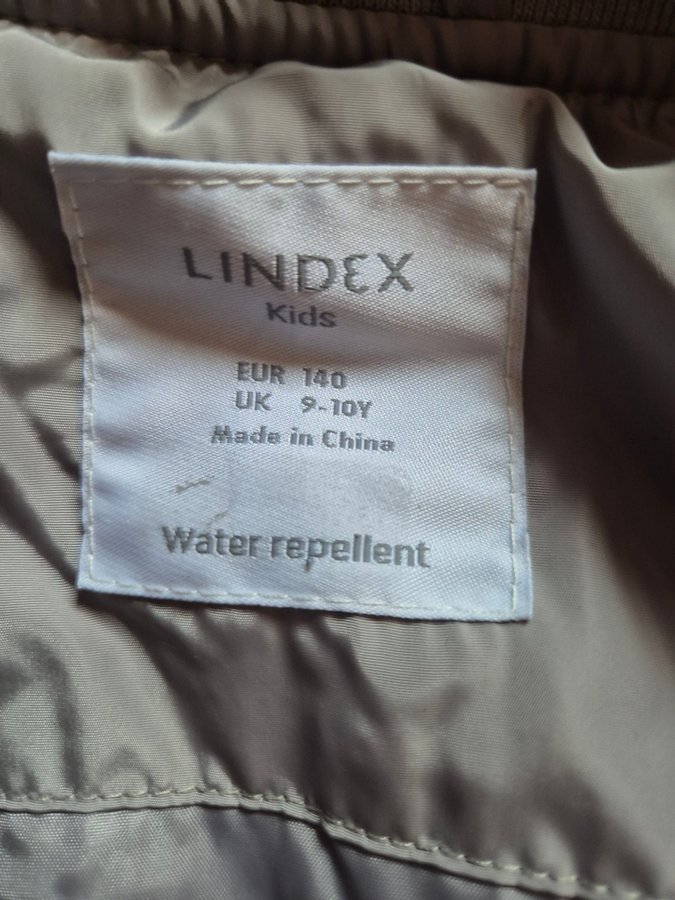 LINDEX
Kids
EUR 140
UK 9-10Y
Made in China
Water repellent